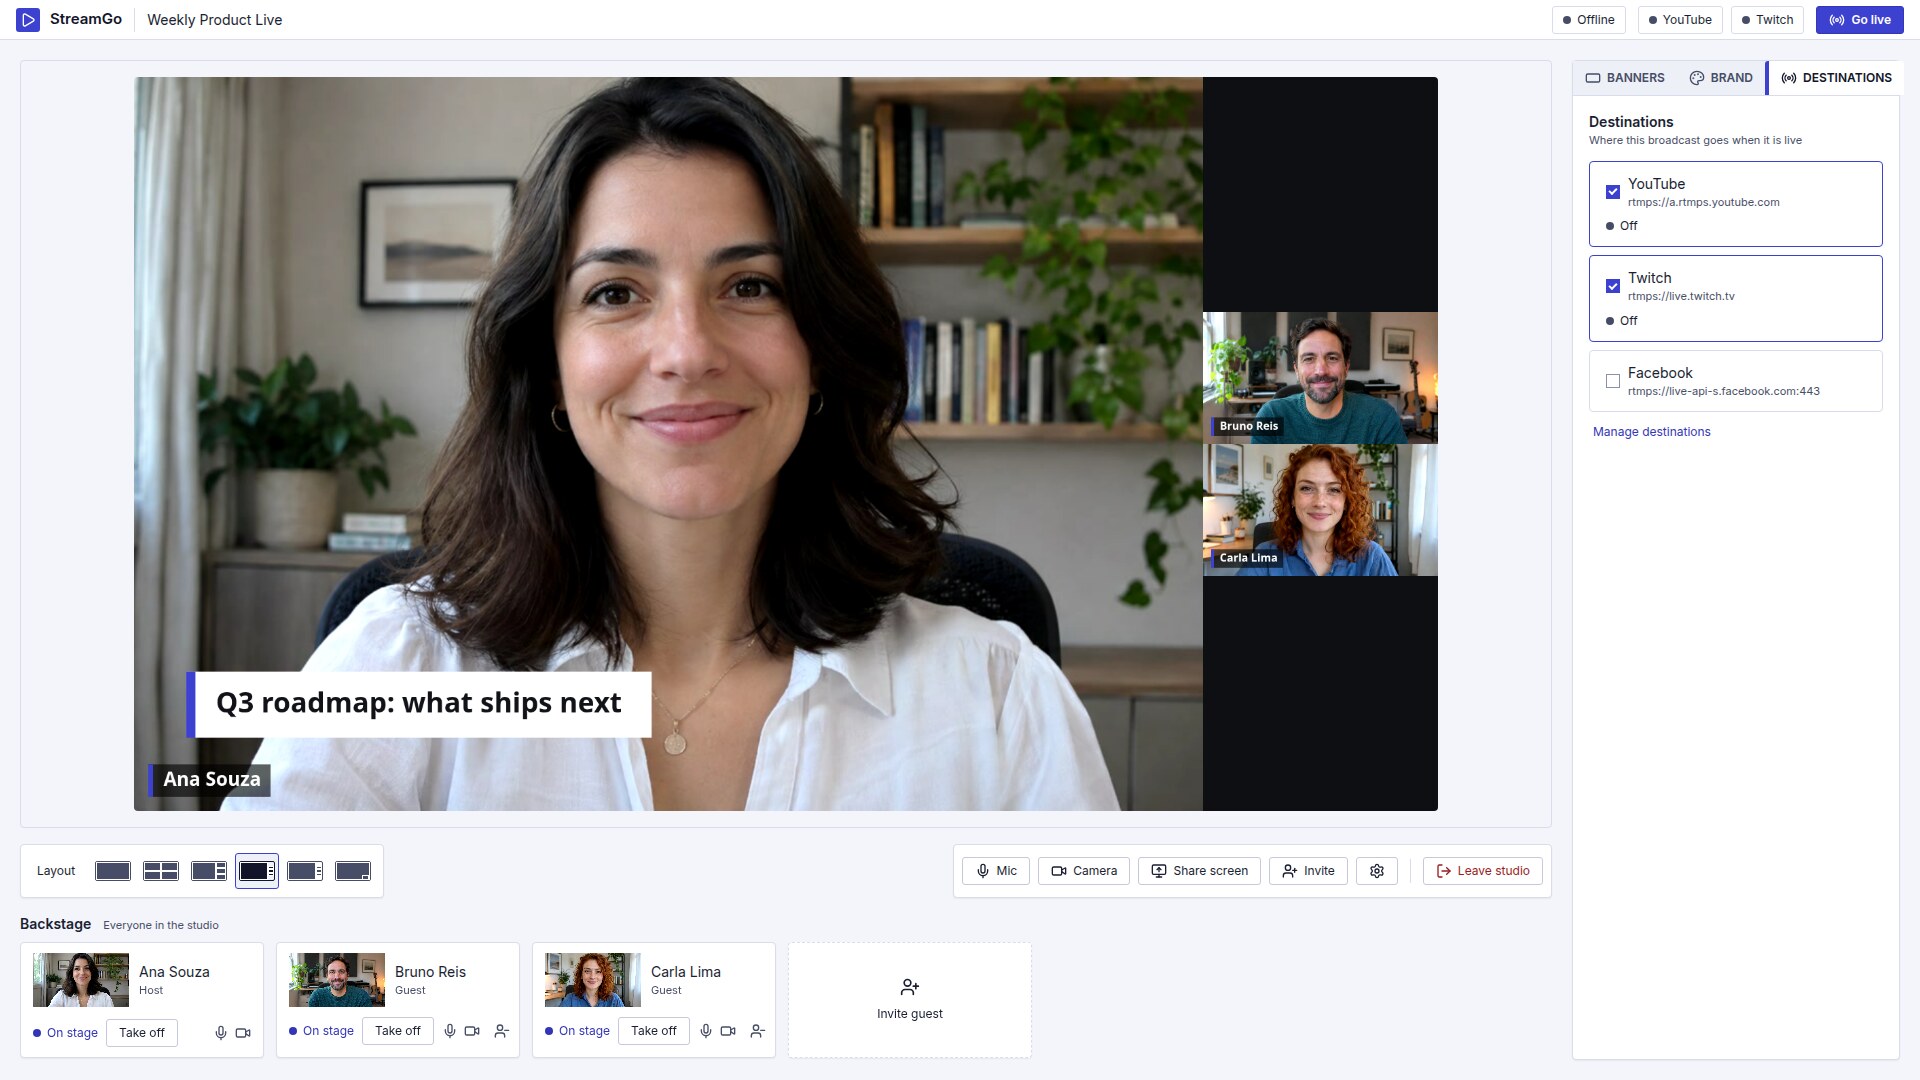 StreamGo
Weekly Product Live
Offline
YouTube
Twitch
Go live
BANNERS
BRAND
DESTINATIONS
Destinations
Where this broadcast goes when it is live
YouTube
rtmps://a.rtmps.youtube.com
Off
Twitch
rtmps://live.twitch.tv
Off
Facebook
rtmps://live-api-s.facebook.com:443
Manage destinations
Bruno Reis
Carla Lima
Q3 roadmap: what ships next
Ana Souza
Layout
Mic
Camera
Share screen
Invite
Leave studio
Backstage
Everyone in the studio
Ana Souza
Host
On stage
Take off
Bruno Reis
Guest
On stage
Take off
Carla Lima
Guest
On stage
Take off
Invite guest